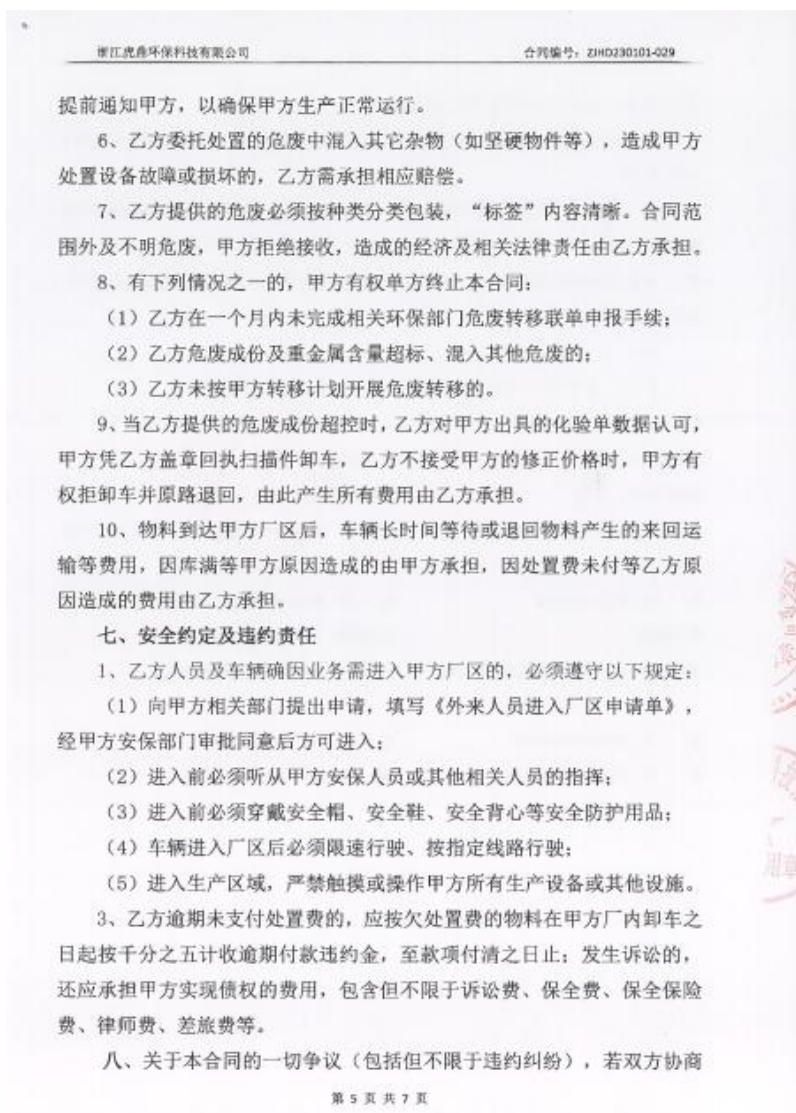 浙江虎鼎环保科技有限公司 合同编号：ZJHD230101-029
提前通知甲方，以确保甲方生产正常运行。
6、乙方委托处置的危废中混入其它杂物（如坚硬物件等），造成甲方
处置设备故障或损坏的，乙方需承担相应赔偿。
7、乙方提供的危废必须按种类分类包装，“标签”内容清晰。合同范
围外及不明危废，甲方拒绝接收，造成的经济及相关法律责任由乙方承担。
8、有下列情况之一的，甲方有权单方终止本合同：
（1）乙方在一个月内未完成相关环保部门危废转移联单申报手续；
（2）乙方危废成份及重金属含量超标、混入其他危废的；
（3）乙方未按甲方转移计划开展危废转移的。
9、当乙方提供的危废成份超控时，乙方对甲方出具的化验单数据认可，
甲方凭乙方盖章回执扫描件卸车，乙方不接受甲方的修正价格时，甲方有
权拒卸车并原路退回，由此产生所有费用由乙方承担。
10、物料到达甲方厂区后，车辆长时间等待或退回物料产生的来回运
输等费用，因库满等甲方原因造成的由甲方承担，因处置费未付等乙方原
因造成的费用由乙方承担。
七、安全约定及违约责任
1、乙方人员及车辆确因业务需进入甲方厂区的，必须遵守以下规定：
（1）向甲方相关部门提出申请，填写《外来人员进入厂区申请单》，
经甲方安保部门审批同意后方可进入；
（2）进入前必须听从甲方安保人员或其他相关人员的指挥；
（3）进入前必须穿戴安全帽、安全鞋、安全背心等安全防护用品；
（4）车辆进入厂区后必须限速行驶、按指定线路行驶；
（5）进入生产区域，严禁触摸或操作甲方所有生产设备或其他设施。
3、乙方逾期未支付处置费的，应按欠处置费的物料在甲方厂内卸车之
日起按千分之五计收逾期付款违约金，至款项付清之日止；发生诉讼的，
还应承担甲方实现债权的费用，包含但不限于诉讼费、保全费、保全保险
费、律师费、差旅费等。
八、关于本合同的一切争议（包括但不限于违约纠纷），若双方协商
第 5 页 共 7 页